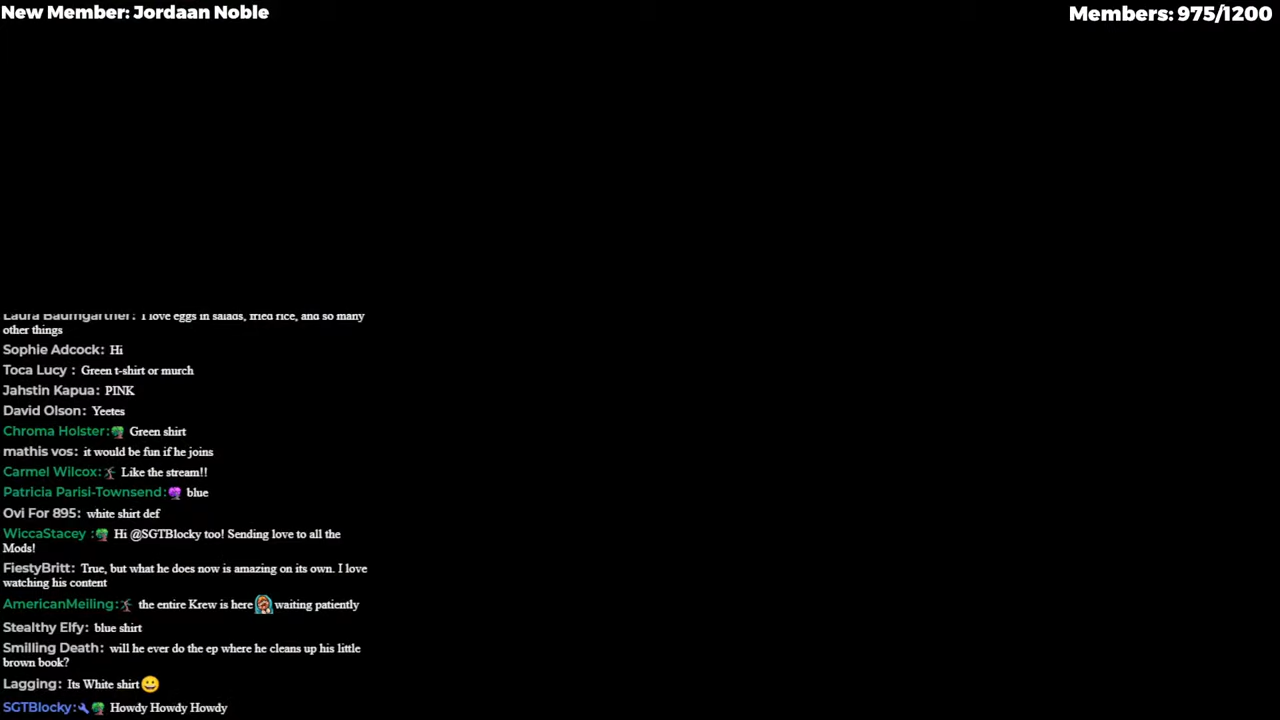 New Member: Jordaan Noble
Members: 975/1200
Laura Baumgartner: I love eggs in salads, fried rice, and so many
other things
Sophie Adcock: Hi
Toca Lucy : Green t-shirt or murch
Jahstin Kapua: PINK
David Olson: Yeetes
Chroma Holster: Green shirt
mathis vos: it would be fun if he joins
Carmel Wilcox: Like the stream!!
Patricia Parisi-Townsend: blue
Ovi For 895: white shirt def
WiccaStacey : Hi @SGTBlocky too! Sending love to all the
Mods!
FiestyBritt: True, but what he does now is amazing on its own. I love
watching his content
AmericanMeiling: the entire Krew is here waiting patiently
Stealthy Elfy: blue shirt
Smilling Death: will he ever do the ep where he cleans up his little
brown book?
Lagging: Its White shirt😀
SGTBlocky: Howdy Howdy Howdy